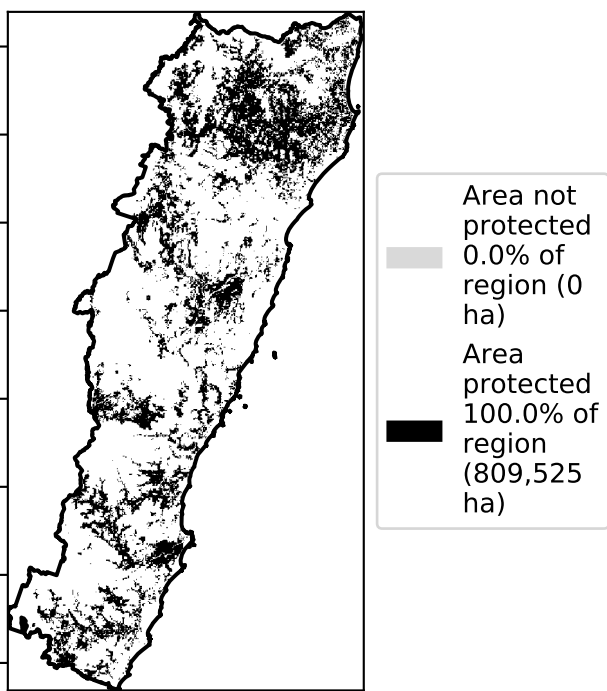 Area not
protected
0.0% of
region (0
ha)
Area
protected
100.0% of
region
(809,525
ha)